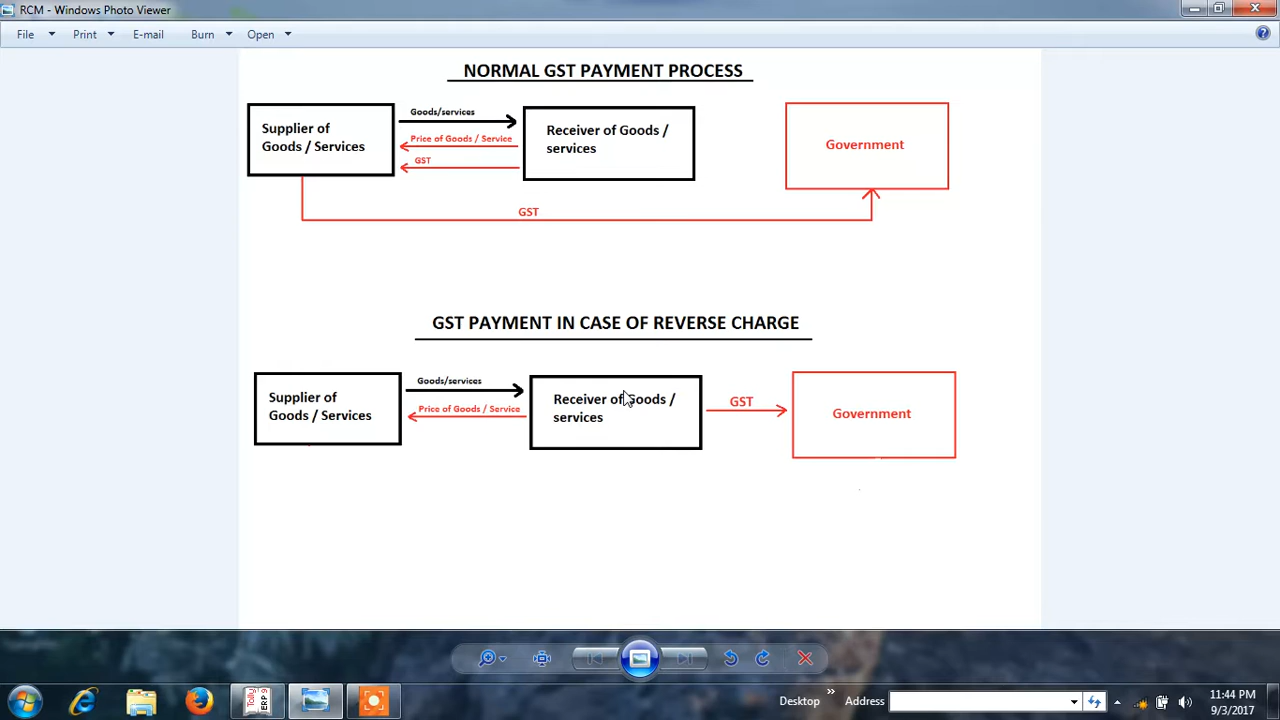 RCM - Windows Photo Viewer
File Print E-mail Burn Open
NORMAL GST PAYMENT PROCESS
Supplier of
Goods / Services
Goods/services
Price of Goods / Service
GST
Receiver of Goods /
services
Government
GST
GST PAYMENT IN CASE OF REVERSE CHARGE
Supplier of
Goods / Services
Goods/services
Price of Goods / Service
Receiver of Goods /
services
GST
Government
Tally
ERP 9
Desktop
Address
11:44 PM
9/3/2017